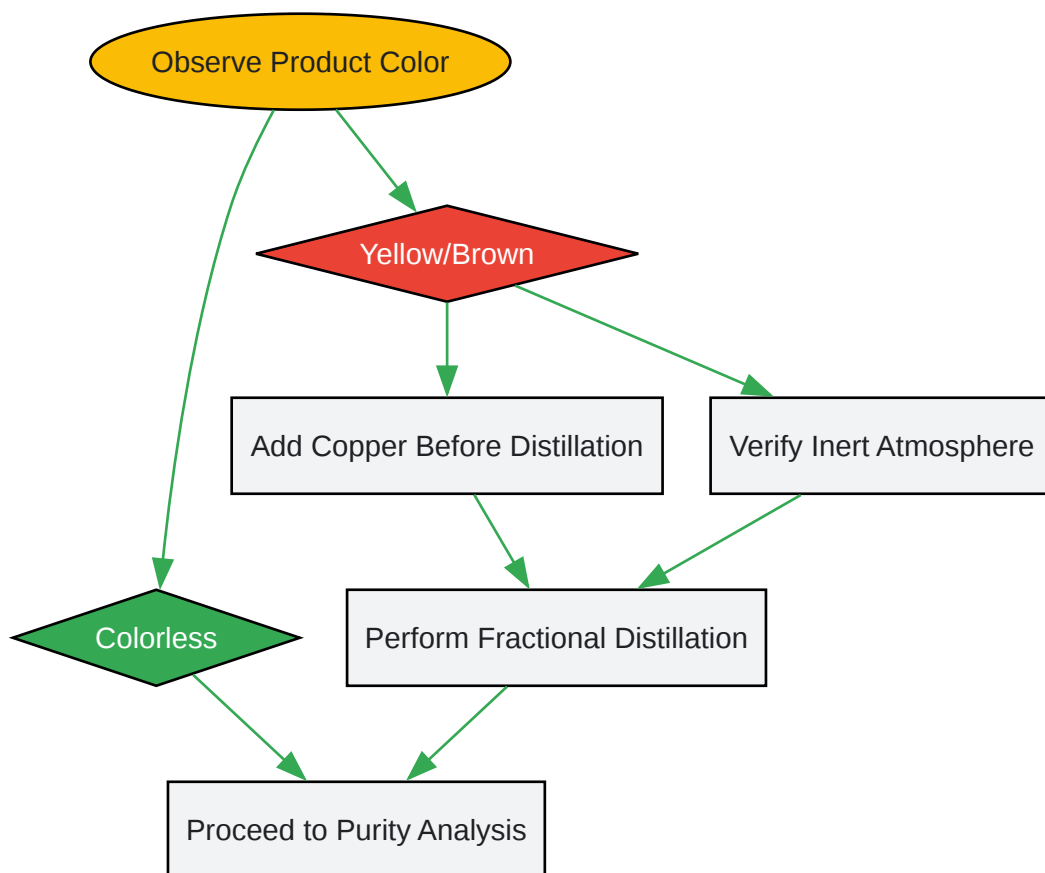 Observe Product Color
Yellow/Brown
Add Copper Before Distillation
Verify Inert Atmosphere
Colorless
Perform Fractional Distillation
Proceed to Purity Analysis